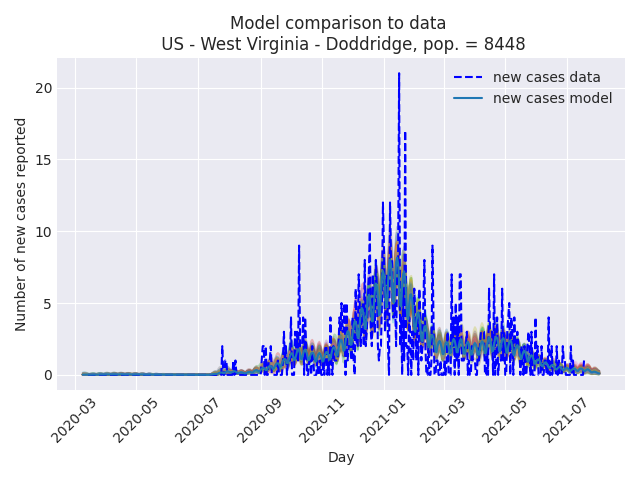 Model comparison to data
US - West Virginia - Doddridge, pop. = 8448
new cases data
new cases model
Number of new cases reported
20
15
10
5
0
2020-03
2020-05
2020-07
2020-09
2020-11
2021-01
2021-03
2021-05
2021-07
Day